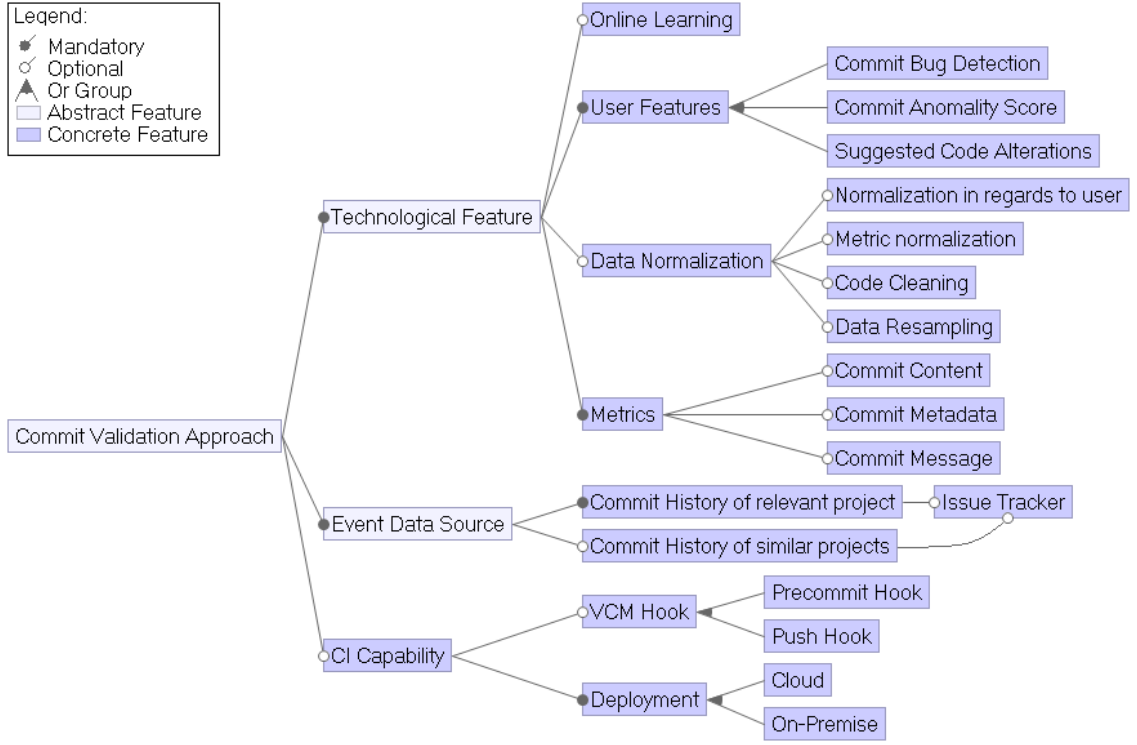 Legend:
Mandatory
Optional
Or Group
Abstract Feature
Concrete Feature
Online Learning
Commit Bug Detection
User Features
Commit Anomality Score
Suggested Code Alterations
Normalization in regards to user
Technological Feature
Metric normalization
Data Normalization
Code Cleaning
Data Resampling
Commit Content
Metrics
Commit Metadata
Commit Validation Approach
Commit Message
Commit History of relevant project
Issue Tracker
Event Data Source
Commit History of similar projects
Precommit Hook
VCM Hook
Push Hook
CI Capability
Cloud
Deployment
On-Premise